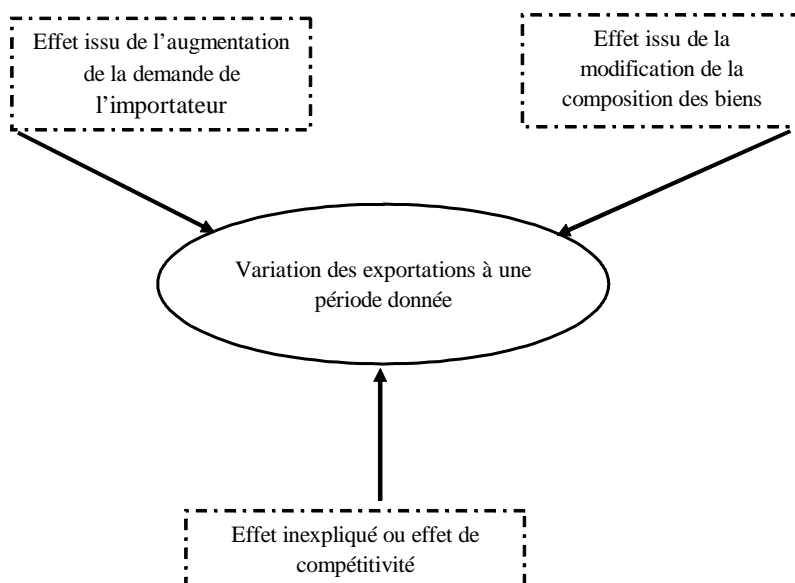 Effet issu de l’augmentation
de la demande de
l’importateur
Effet issu de la
modification de la
composition des biens
Variation des exportations à une
période donnée
Effet inexpliqué ou effet de
compétitivité